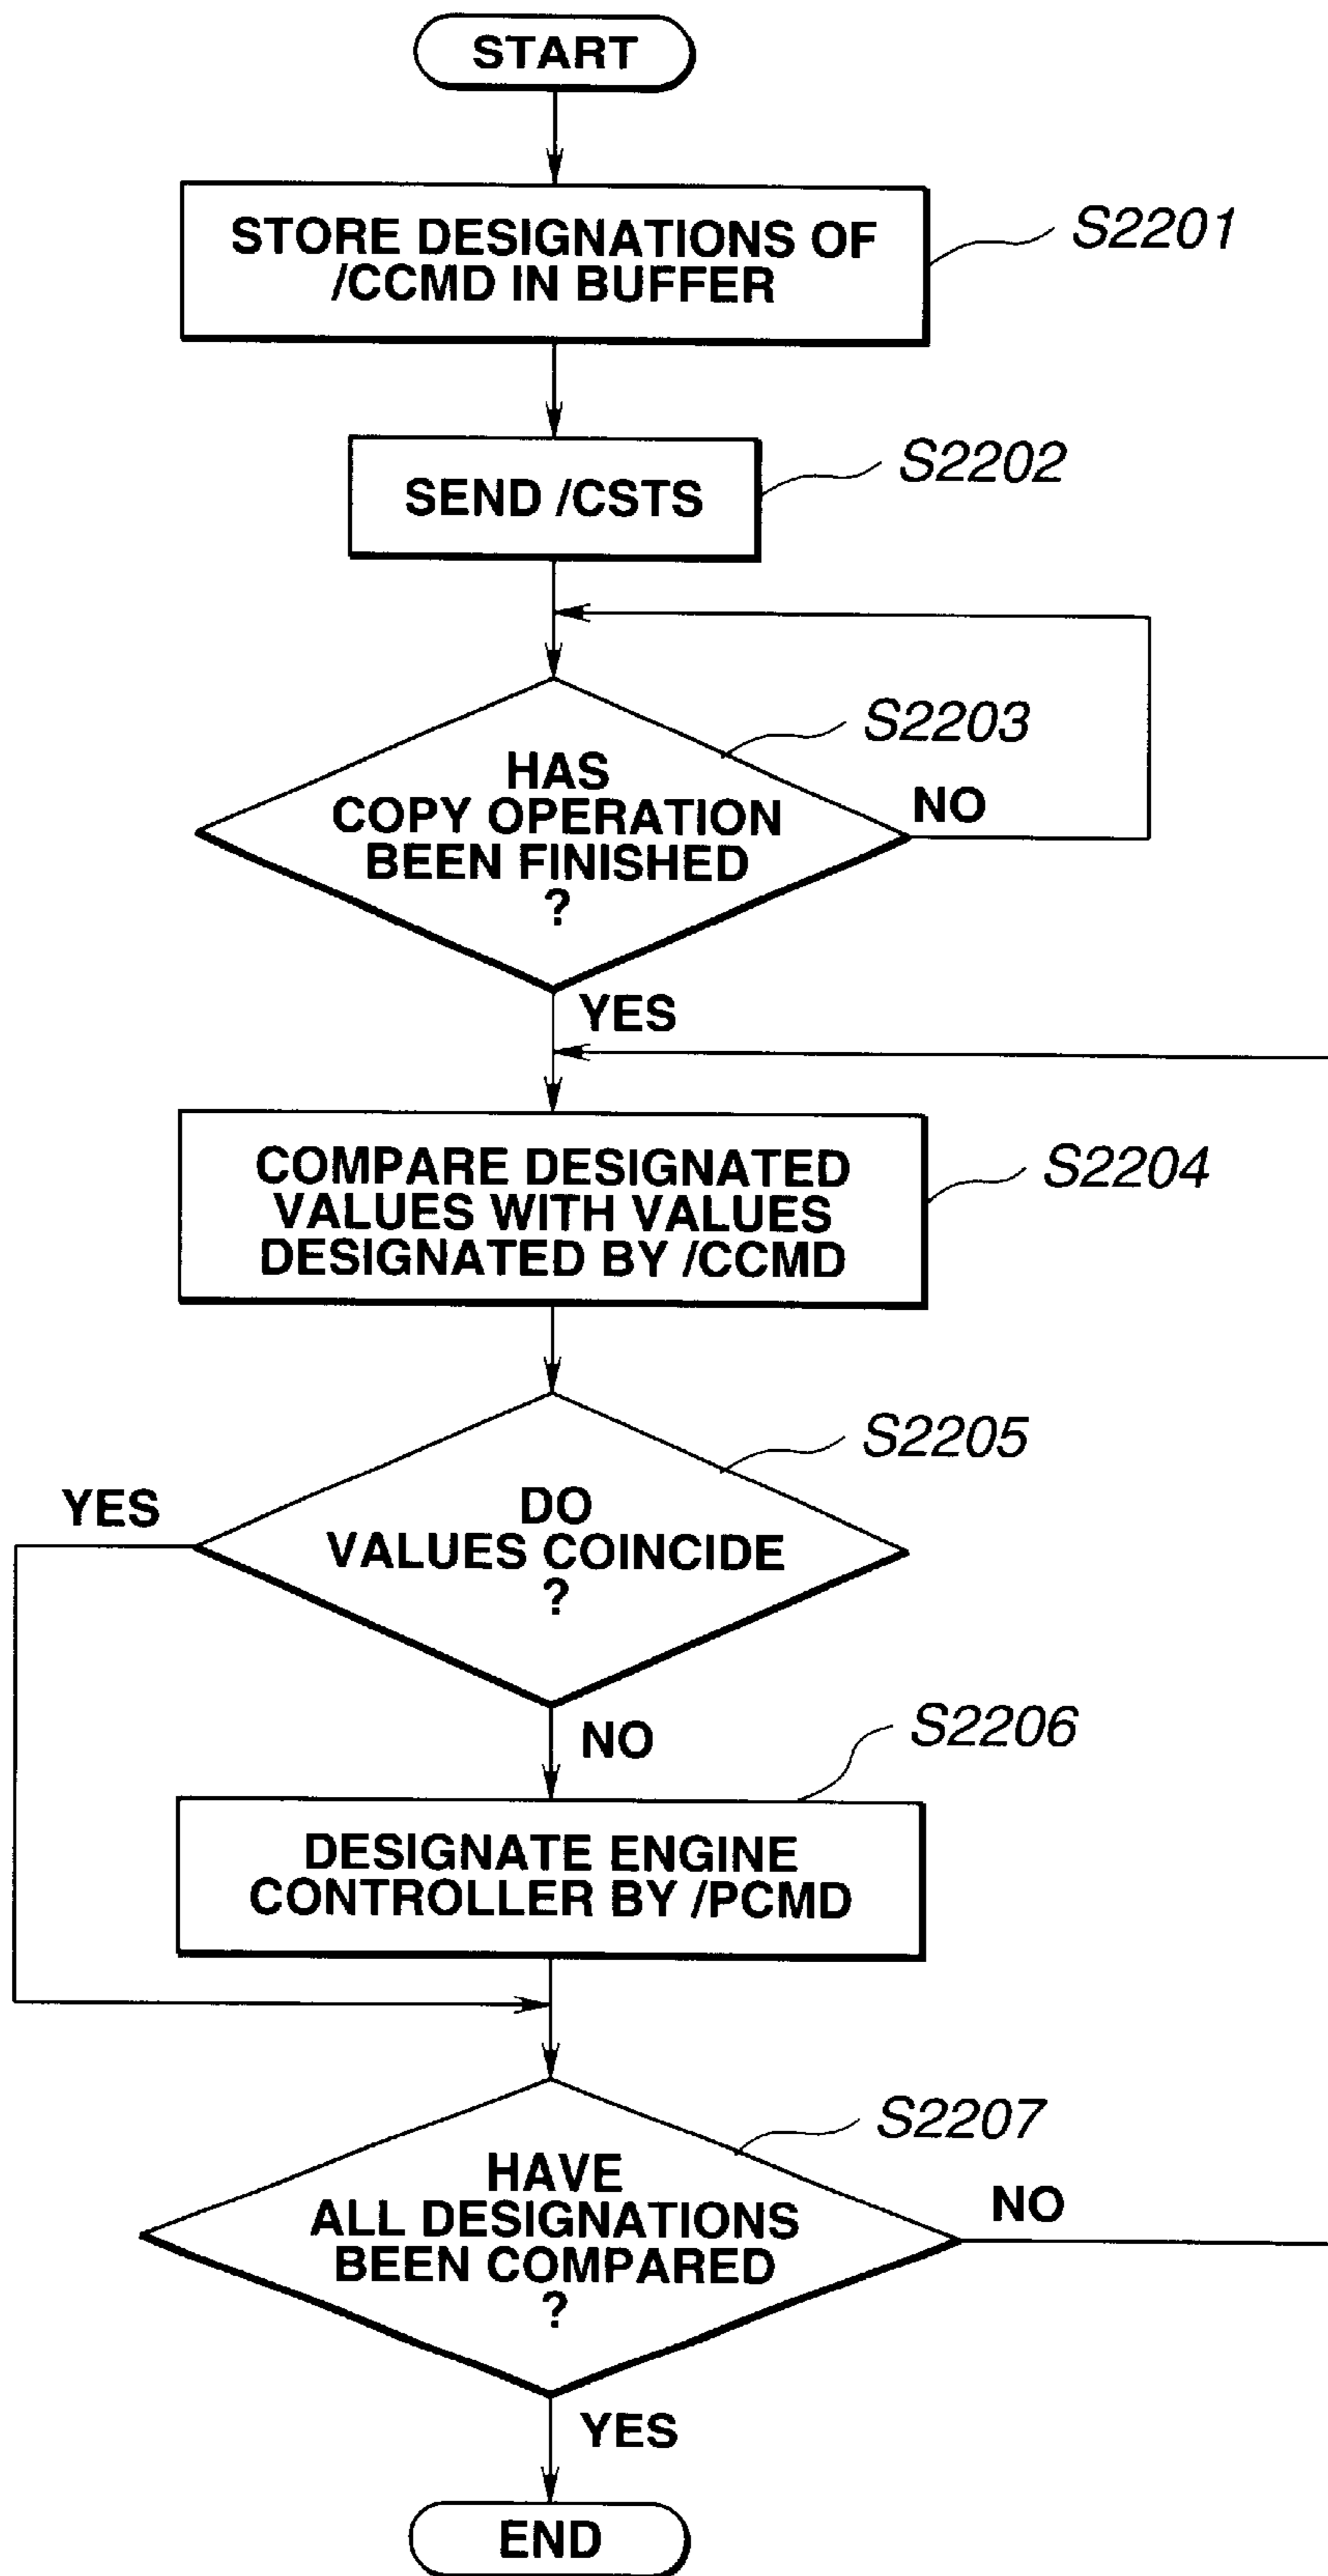 START
STORE DESIGNATIONS OF
/CCMD IN BUFFER
S2201
SEND /CSTS
S2202
HAS
COPY OPERATION
BEEN FINISHED
?
S2203
NO
YES
COMPARE DESIGNATED
VALUES WITH VALUES
DESIGNATED BY /CCMD
S2204
DO
VALUES COINCIDE
?
S2205
YES
NO
DESIGNATE ENGINE
CONTROLLER BY /PCMD
S2206
HAVE
ALL DESIGNATIONS
BEEN COMPARED
?
S2207
NO
YES
END